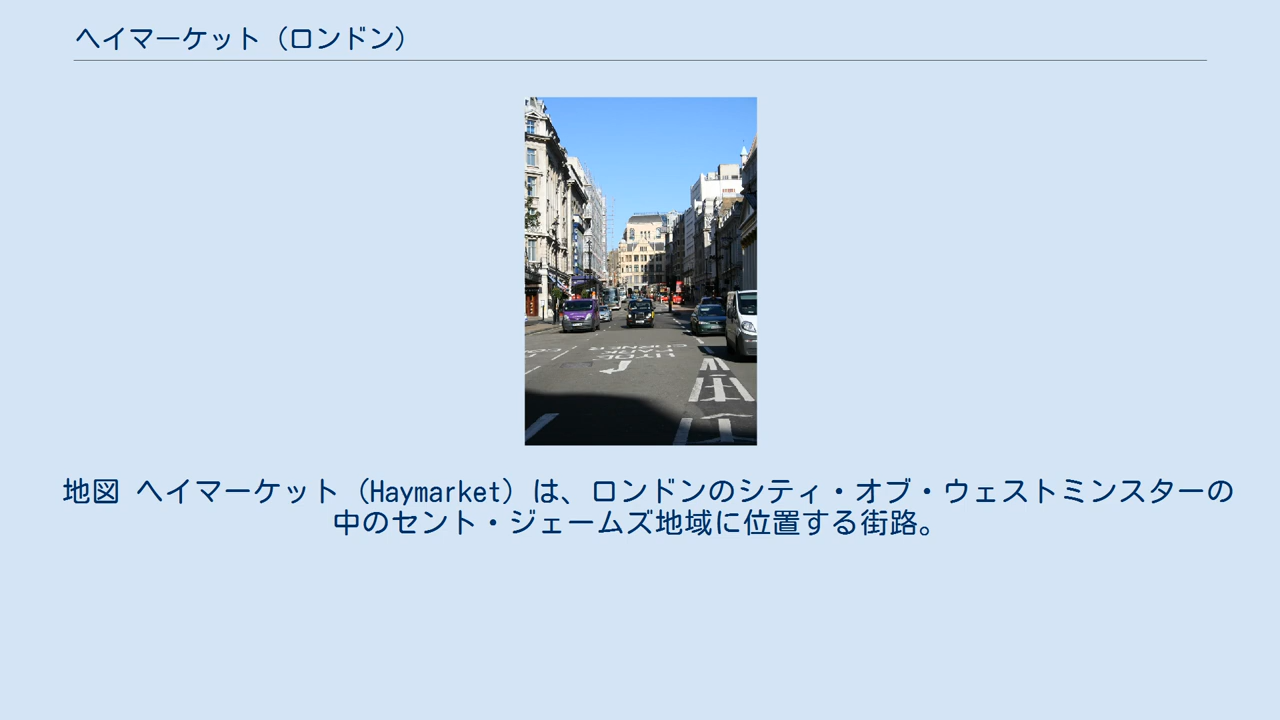 ヘイマーケット（ロンドン）
HYDE
PARK
CORNER
地図 ヘイマーケット（Haymarket）は、ロンドンのシティ・オブ・ウェストミンスターの
中のセント・ジェームズ地域に位置する街路。